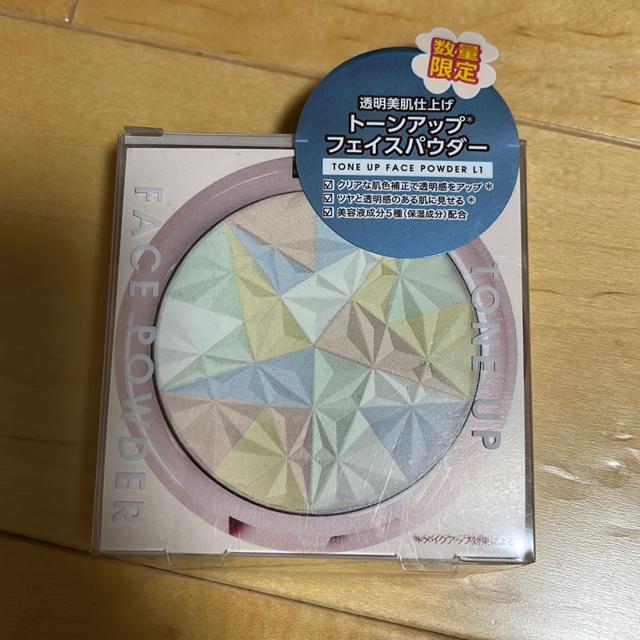 数量
限定
透明美肌仕上げ
トーンアップ*
フェイスパウダー
TONE UP FACE POWDER L1
☑クリアな肌色補正で透明感をアップ*
☑ツヤと透明感のある肌に見せる*
☑美容液成分5種(保湿成分)配合
FACE POWDER
TONE UP
*メイクアップ効果による